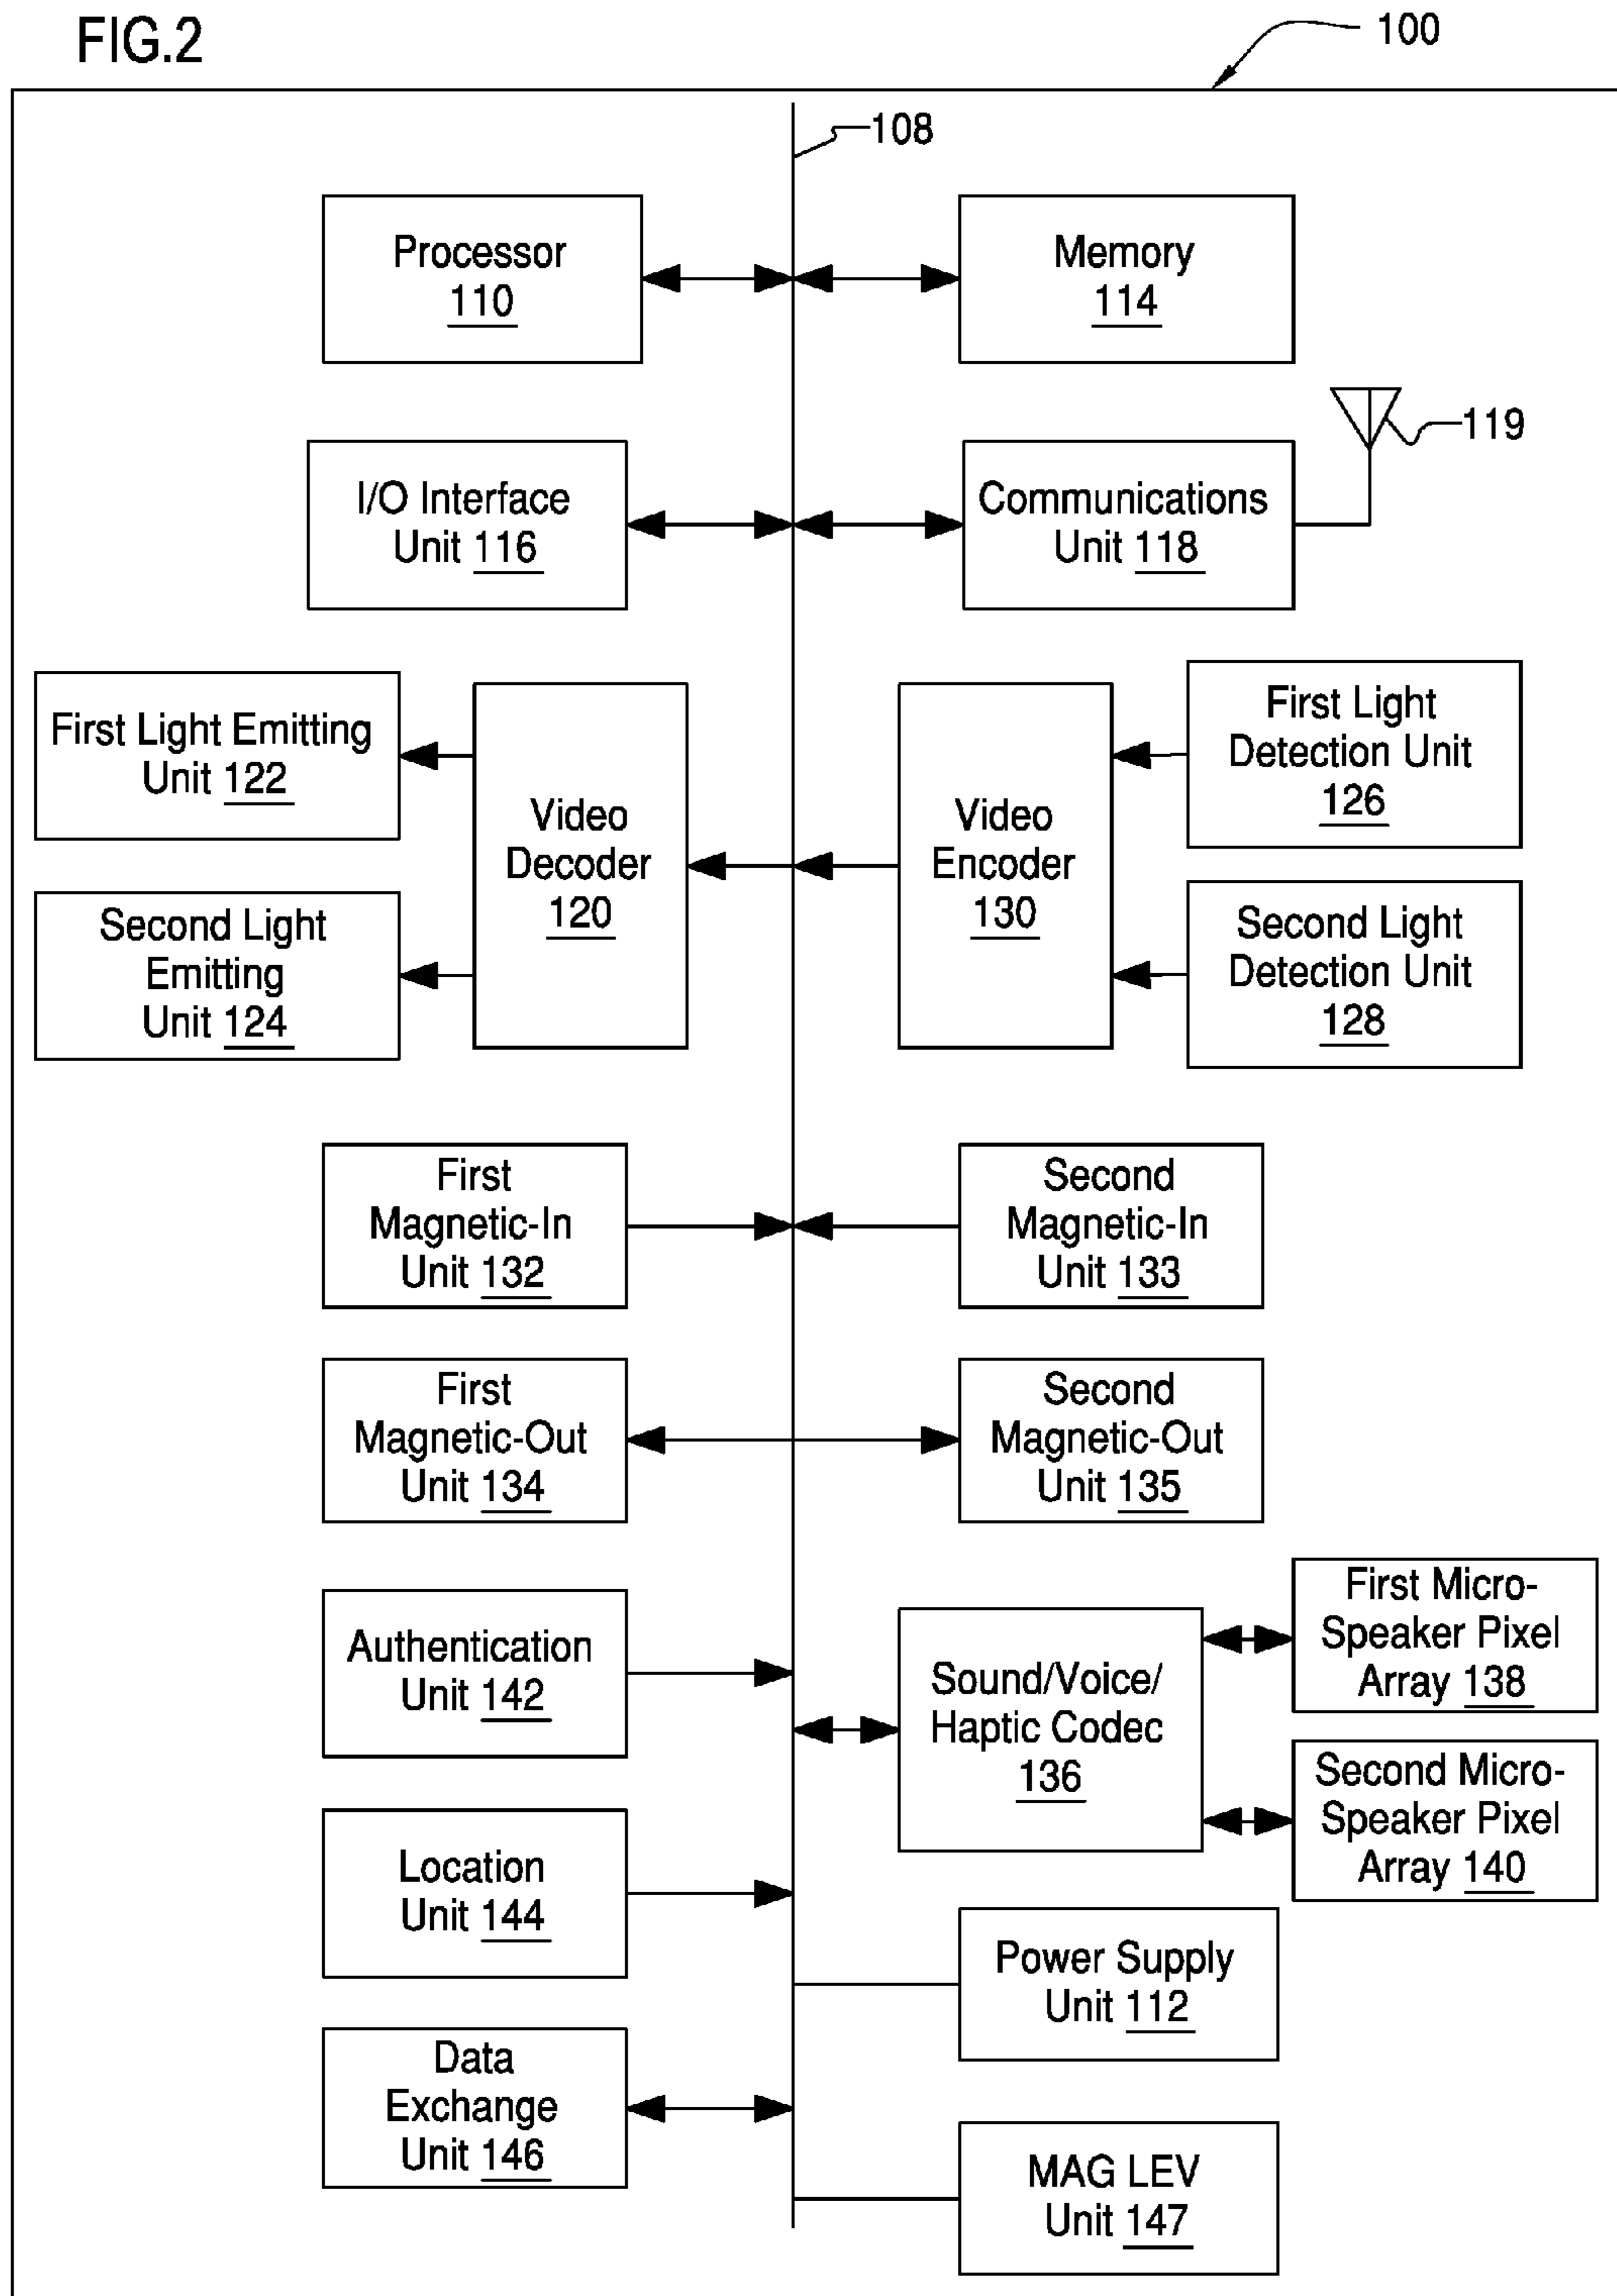 FIG.2
100
108
Processor
110
Memory
114
119
I/O Interface
Unit 116
Communications
Unit 118
First Light Emitting
Unit 122
Second Light
Emitting
Unit 124
Video
Decoder
120
Video
Encoder
130
First Light
Detection Unit
126
Second Light
Detection Unit
128
First
Magnetic-In
Unit 132
Second
Magnetic-In
Unit 133
First
Magnetic-Out
Unit 134
Second
Magnetic-Out
Unit 135
Authentication
Unit 142
Sound/Voice/
Haptic Codec
136
First Micro-
Speaker Pixel
Array 138
Second Micro-
Speaker Pixel
Array 140
Location
Unit 144
Power Supply
Unit 112
Data
Exchange
Unit 146
MAG LEV
Unit 147